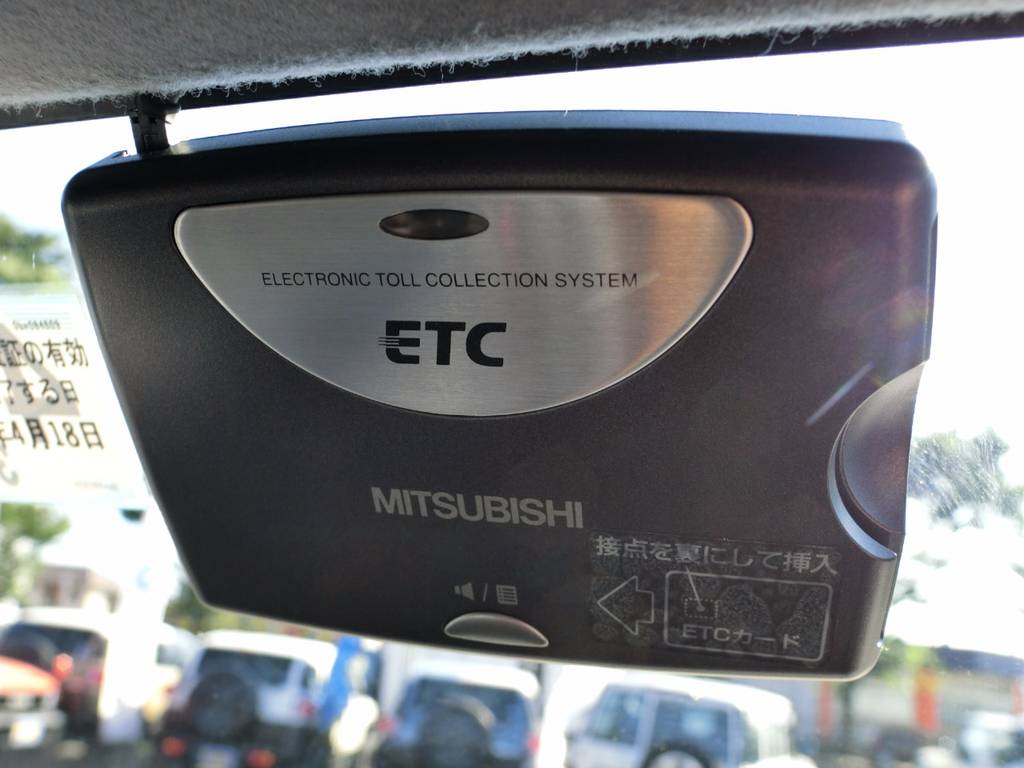 ELECTRONIC TOLL COLLECTION SYSTEM
ETC
MITSUBISHI
接点を裏にして挿入
ETCカード
証の有効
了する日
年4月18日